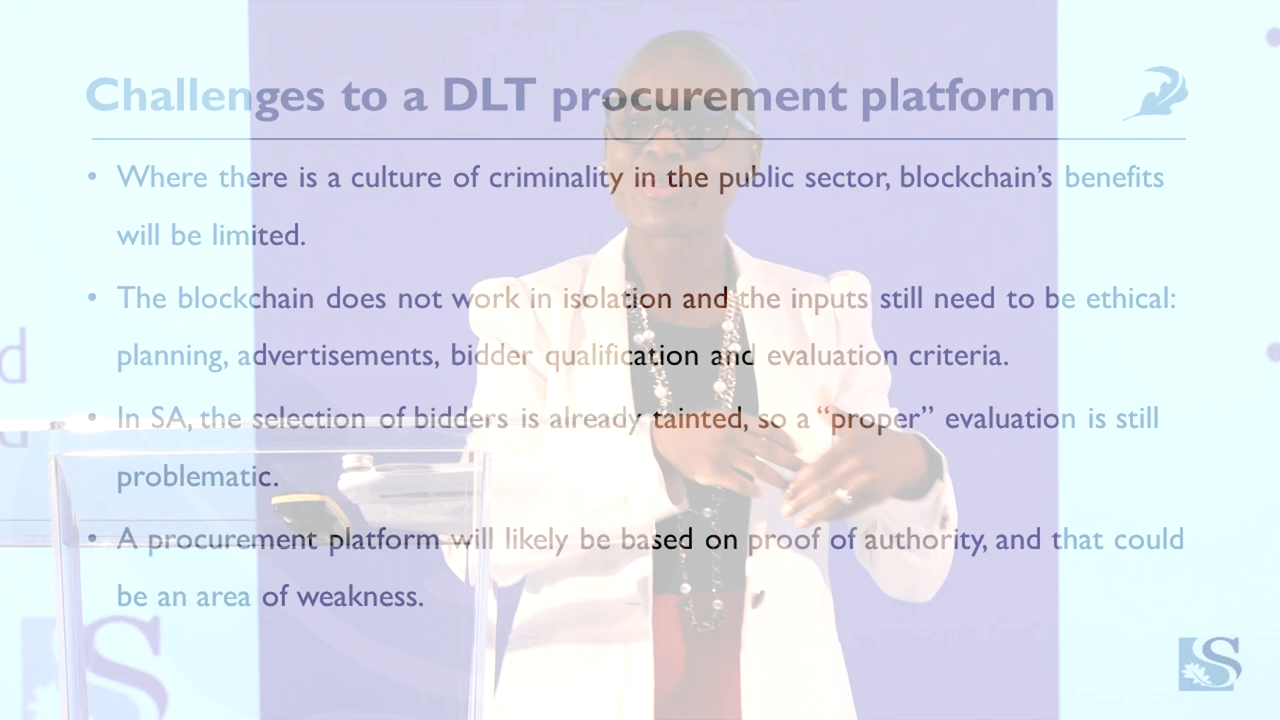 Challenges to a DLT procurement platform
• Where there is a culture of criminality in the public sector, blockchain’s benefits
will be limited.
• The blockchain does not work in isolation and the inputs still need to be ethical:
planning, advertisements, bidder qualification and evaluation criteria.
• In SA, the selection of bidders is already tainted, so a “proper” evaluation is still
problematic.
• A procurement platform will likely be based on proof of authority, and that could
be an area of weakness.
d
d
S
S